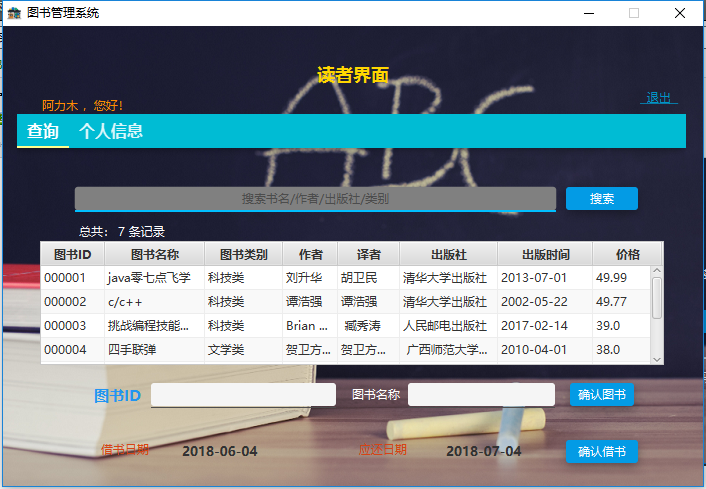 图书管理系统
ABC
读者界面
阿力木，您好！
退出
查询 个人信息
搜索书名/作者/出版社/类别 搜索
总共： 7 条记录
图书ID 图书名称 图书类别 作者 译者 出版社 出版时间 价格
000001 java零七点飞学 科技类 刘升华 胡卫民 清华大学出版社 2013-07-01 49.99
000002 c/c++ 科技类 谭浩强 谭浩强 清华大学出版社 2002-05-22 49.77
000003 挑战编程技能... 科技类 Brian ... 臧秀涛 人民邮电出版社 2017-02-14 39.0
000004 四手联弹 文学类 贺卫方... 贺卫方... 广西师范大学... 2010-04-01 38.0
图书ID 图书名称 确认图书
借书日期 2018-06-04 应还日期 2018-07-04 确认借书